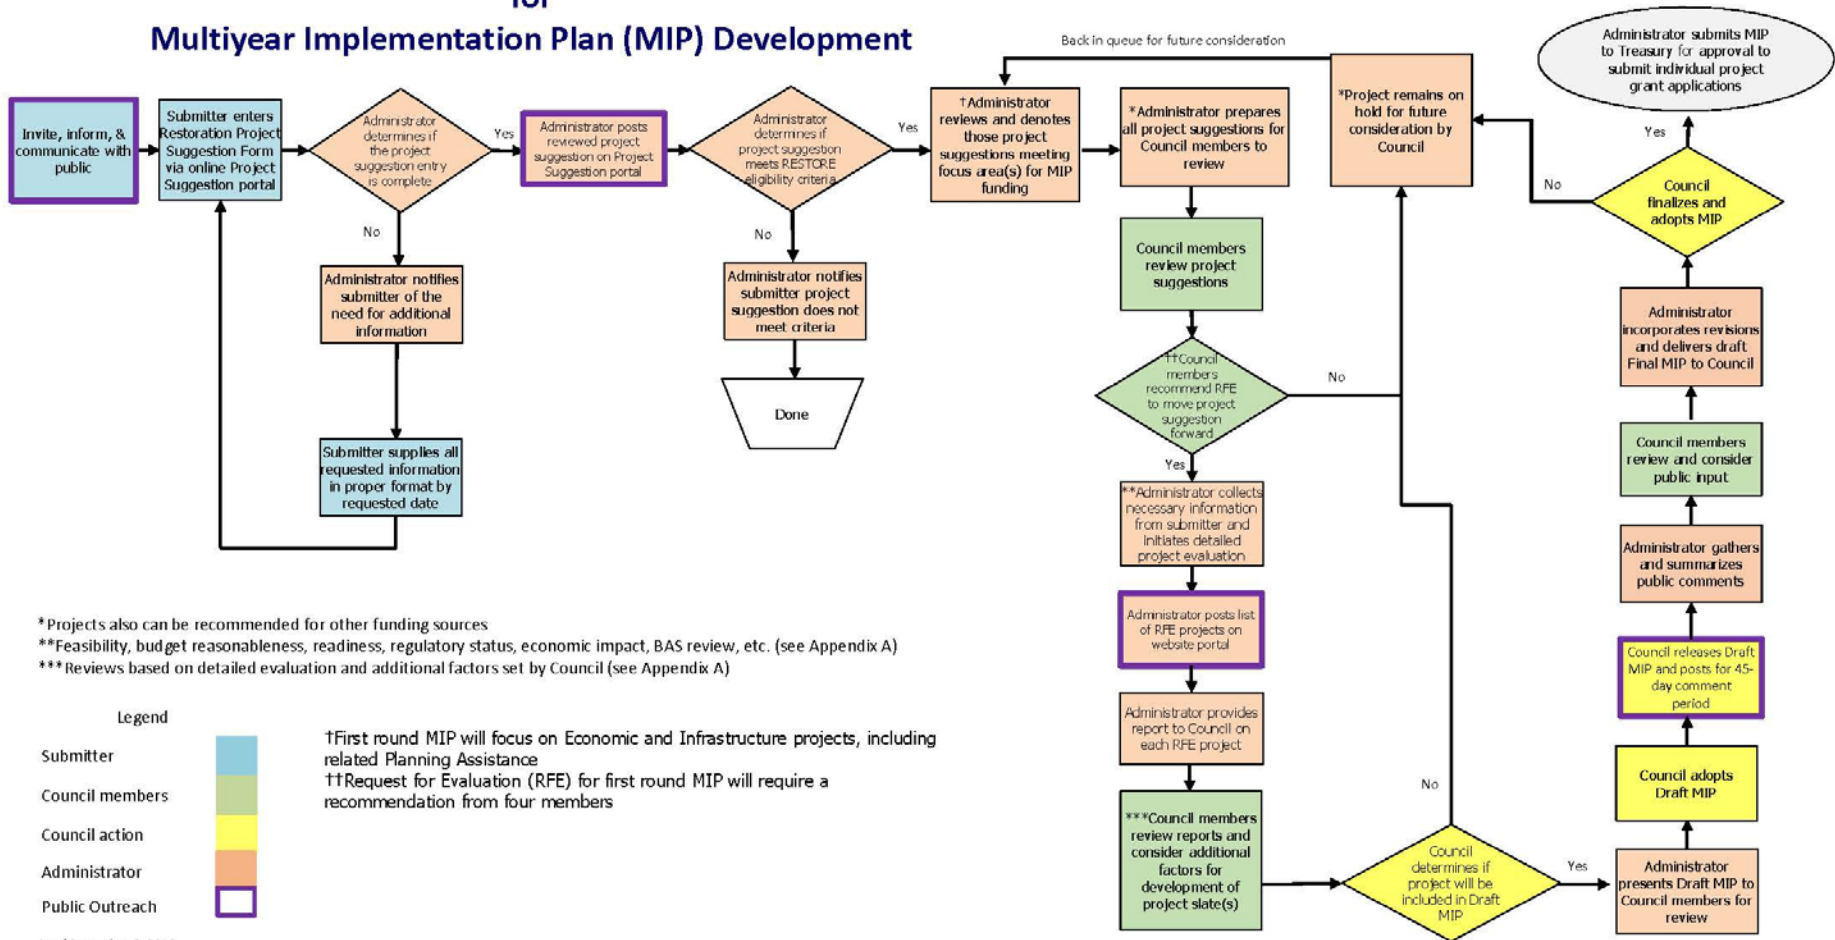 for
Multiyear Implementation Plan (MIP) Development
Invite, inform, &
communicate with
public
Submitter enters
Restoration Project
Suggestion Form
via online Project
Suggestion portal
Administrator
determines if
the project
suggestion entry
is complete
Yes
No
Administrator notifies
submitter of the
need for additional
information
Submitter supplies all
requested information
in proper format by
requested date
Administrator posts
reviewed project
suggestion on Project
Suggestion portal
Administrator
determines if
project suggestion
meets RESTORE
eligibility criteria
Yes
No
Administrator notifies
submitter project
suggestion does not
meet criteria
Done
†Administrator
reviews and denotes
those project
suggestions meeting
focus area(s) for MIP
funding
Back in queue for future consideration
*Administrator prepares
all project suggestions for
Council members to
review
Council members
review project
suggestions
††Council
members
recommend RFE
to move project
suggestion
forward
No
Yes
**Administrator collects
necessary information
from submitter and
initiates detailed
project evaluation
Administrator posts list
of RFE projects on
website portal
Administrator provides
report to Council on
each RFE project
***Council members
review reports and
consider additional
factors for
development of
project slate(s)
Council
determines if
project will be
included in Draft
MIP
No
Yes
*Project remains on
hold for future
consideration by
Council
Administrator
presents Draft MIP to
Council members for
review
Council adopts
Draft MIP
Council releases Draft
MIP and posts for 45-
day comment
period
Administrator gathers
and summarizes
public comments
Council members
review and consider
public input
Administrator
incorporates revisions
and delivers draft
Final MIP to Council
Council
finalizes and
adopts MIP
No
Yes
Administrator submits MIP
to Treasury for approval to
submit individual project
grant applications
*Projects also can be recommended for other funding sources
**Feasibility, budget reasonableness, readiness, regulatory status, economic impact, BAS review, etc. (see Appendix A)
***Reviews based on detailed evaluation and additional factors set by Council (see Appendix A)
Legend
Submitter
Council members
Council action
Administrator
Public Outreach
†First round MIP will focus on Economic and Infrastructure projects, including
related Planning Assistance
††Request for Evaluation (RFE) for first round MIP will require a
recommendation from four members